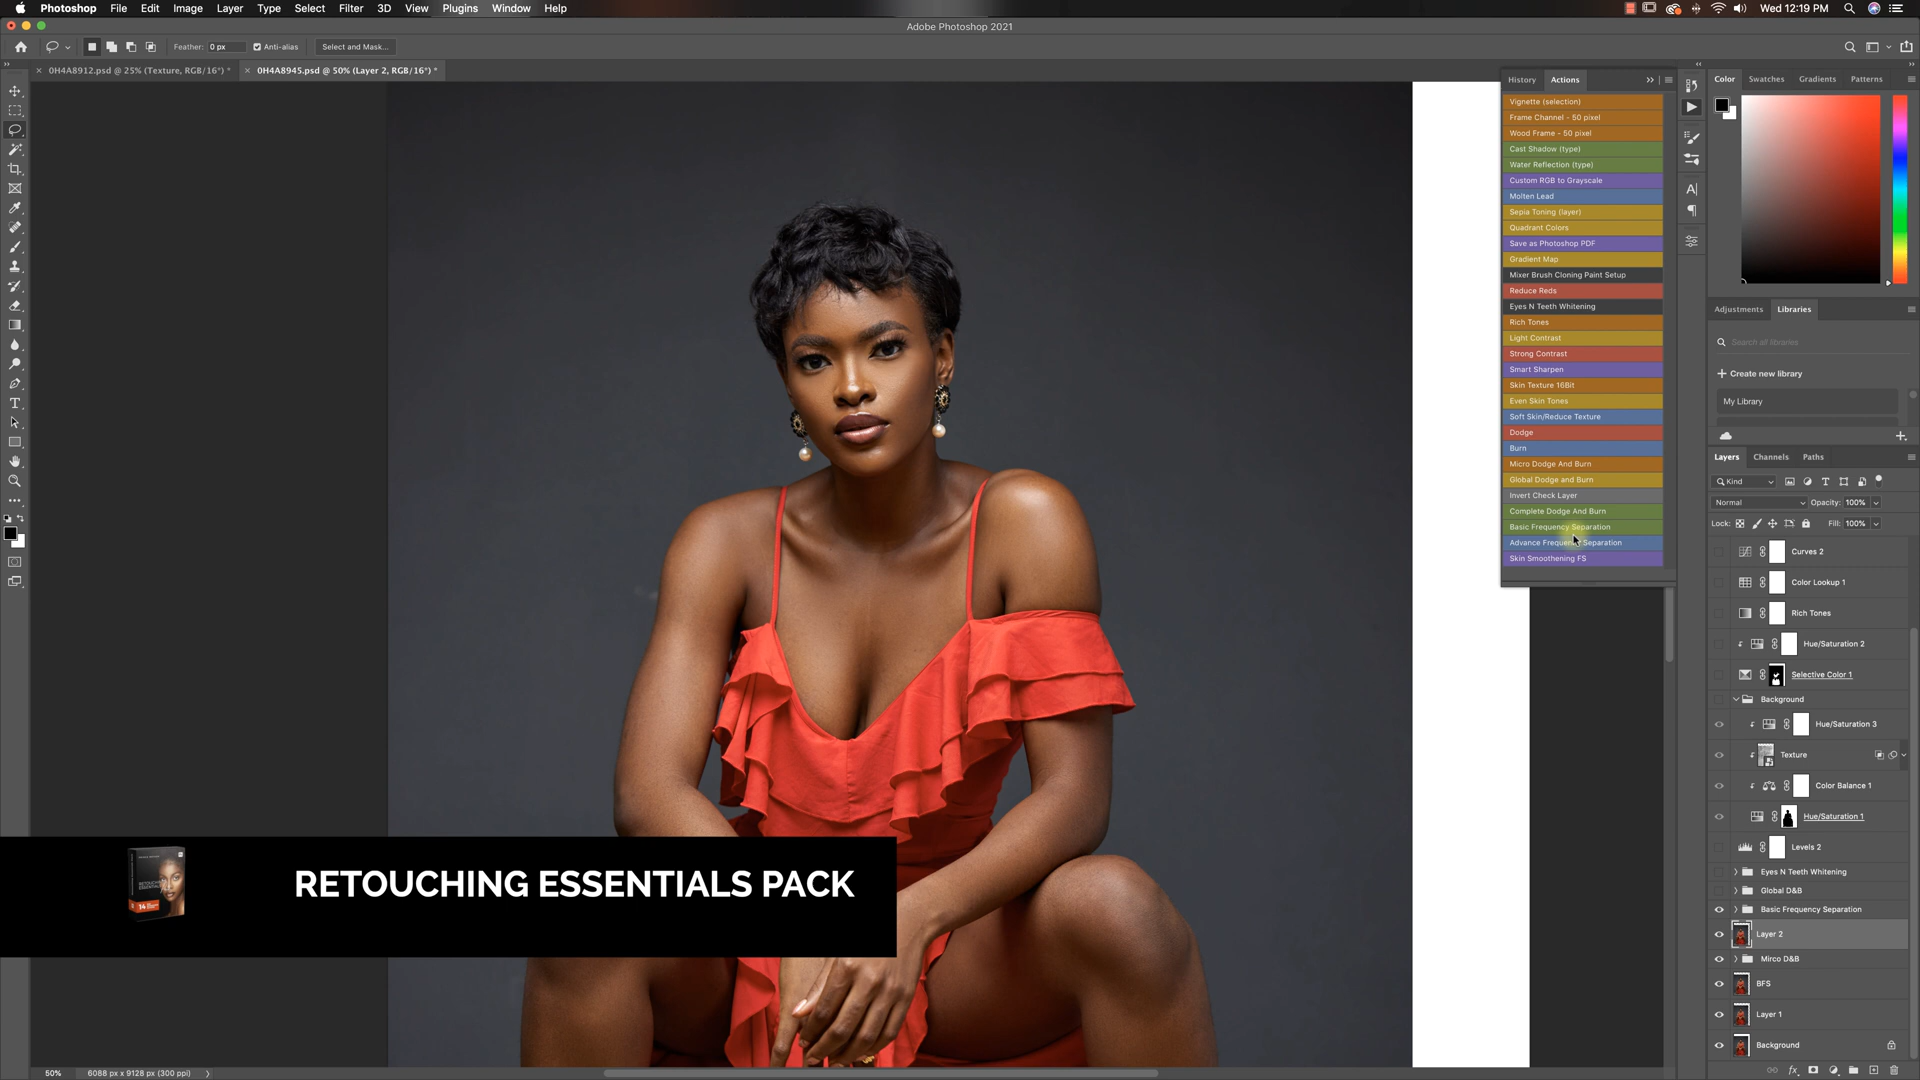 Photoshop File Edit Image Layer Type Select Filter 3D View Plugins Window Help
Wed 12:19 PM
Adobe Photoshop 2021
Feather: 0 px Anti-alias Select and Mask...
0H4A8912.psd @ 25% (Texture, RGB/16*) *
0H4A8945.psd @ 50% (Layer 2, RGB/16*) *
History Actions
Vignette (selection)
Frame Channel - 50 pixel
Wood Frame - 50 pixel
Cast Shadow (type)
Water Reflection (type)
Custom RGB to Grayscale
Molten Lead
Sepia Toning (layer)
Quadrant Colors
Save as Photoshop PDF
Gradient Map
Mixer Brush Cloning Paint Setup
Reduce Reds
Eyes N Teeth Whitening
Rich Tones
Light Contrast
Strong Contrast
Smart Sharpen
Skin Texture 16Bit
Even Skin Tones
Soft Skin/Reduce Texture
Dodge
Burn
Micro Dodge And Burn
Global Dodge and Burn
Invert Check Layer
Complete Dodge And Burn
Basic Frequency Separation
Advance Frequency Separation
Skin Smoothening FS
Color Swatches Gradients Patterns
Adjustments Libraries
Search all libraries
Create new library
My Library
Layers Channels Paths
Kind
Normal Opacity: 100%
Lock: Fill: 100%
Curves 2
Color Lookup 1
Rich Tones
Hue/Saturation 2
Selective Color 1
Background
Hue/Saturation 3
Texture
Color Balance 1
Hue/Saturation 1
Levels 2
Eyes N Teeth Whitening
Global D&B
Basic Frequency Separation
Layer 2
Mirco D&B
BFS
Layer 1
Background
RETOUCHING ESSENTIALS PACK
14
50% 6088 px x 9128 px (300 ppi)